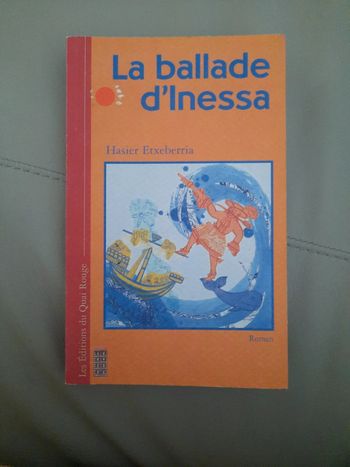 La ballade
d'Inessa
Hasier Etxeberria
Roman
Les Éditions du Quai Rouge